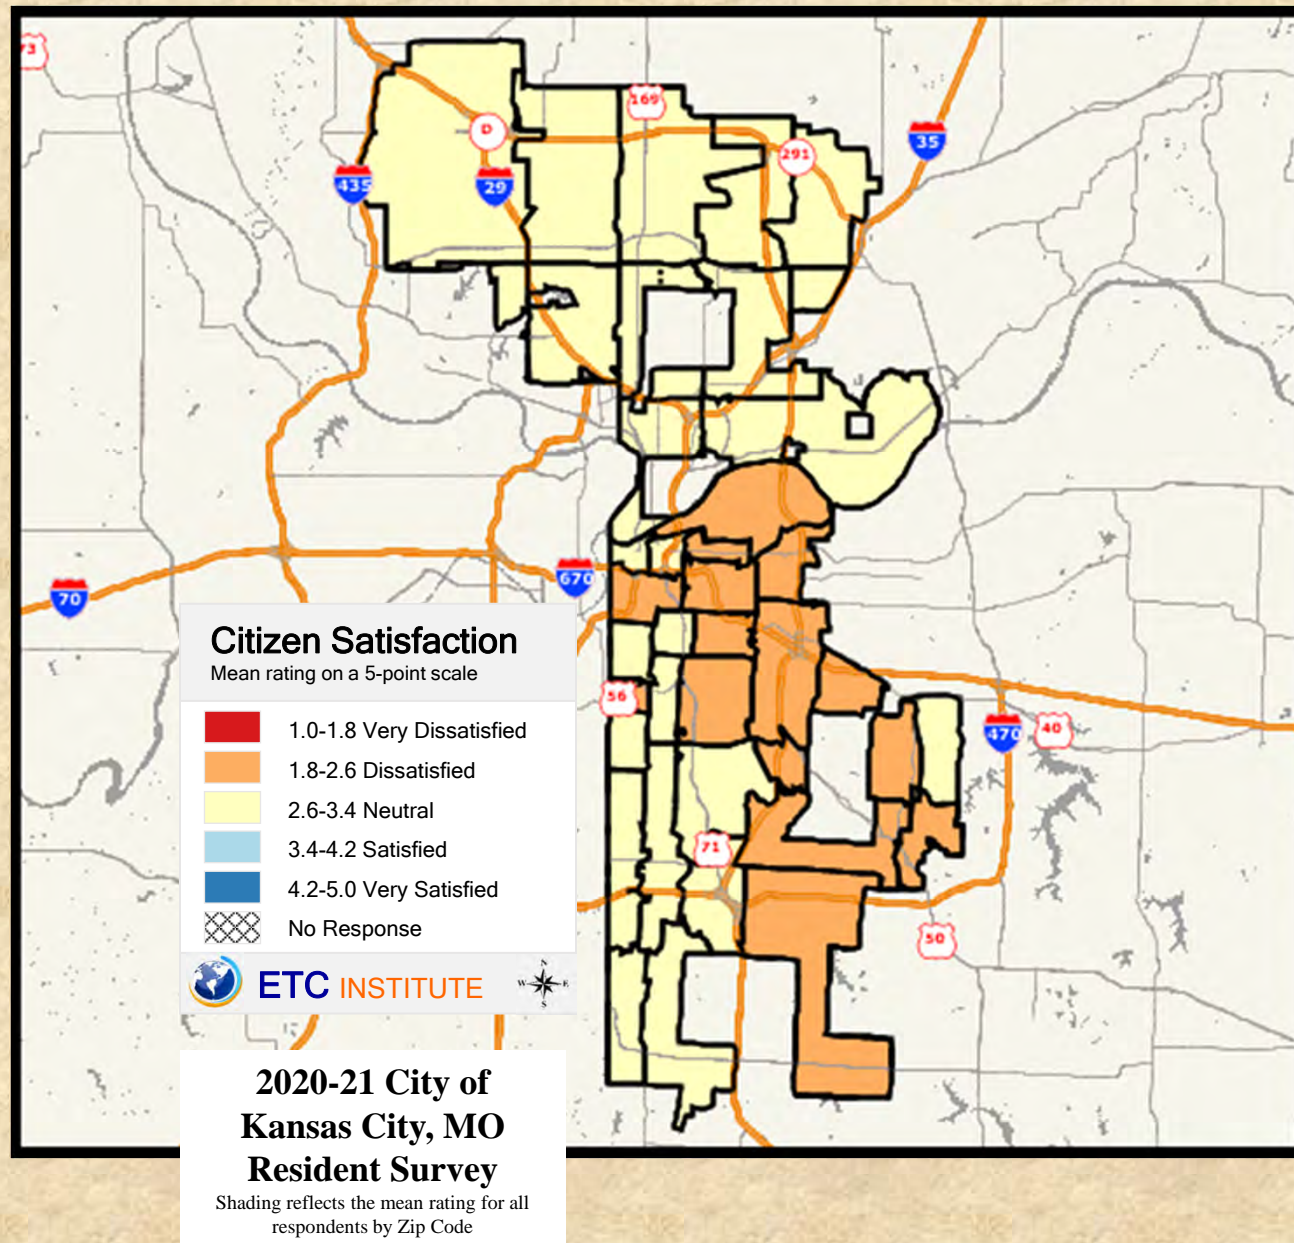 73
169
D
291
35
435
29
670
70
56
40
470
71
50
Citizen Satisfaction
Mean rating on a 5-point scale
1.0-1.8 Very Dissatisfied
1.8-2.6 Dissatisfied
2.6-3.4 Neutral
3.4-4.2 Satisfied
4.2-5.0 Very Satisfied
No Response
ETC INSTITUTE
N
W E
S
2020-21 City of
Kansas City, MO
Resident Survey
Shading reflects the mean rating for all
respondents by Zip Code